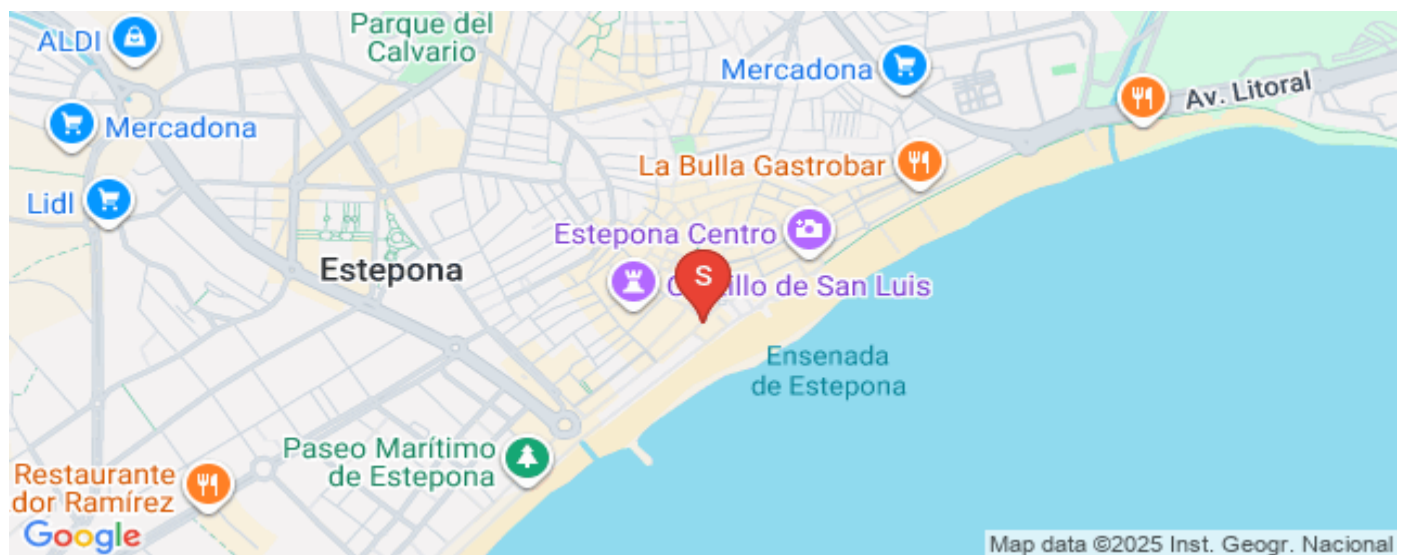 Parque del
Calvario
ALDI
Mercadona
Av. Litoral
Mercadona
La Bulla Gastrobar
Lidl
Estepona Centro
Estepona
S
illo de San Luis
Ensenada
de Estepona
Paseo Marítimo
de Estepona
Restaurante
dor Ramírez
Google
Map data ©2025 Inst. Geogr. Nacional